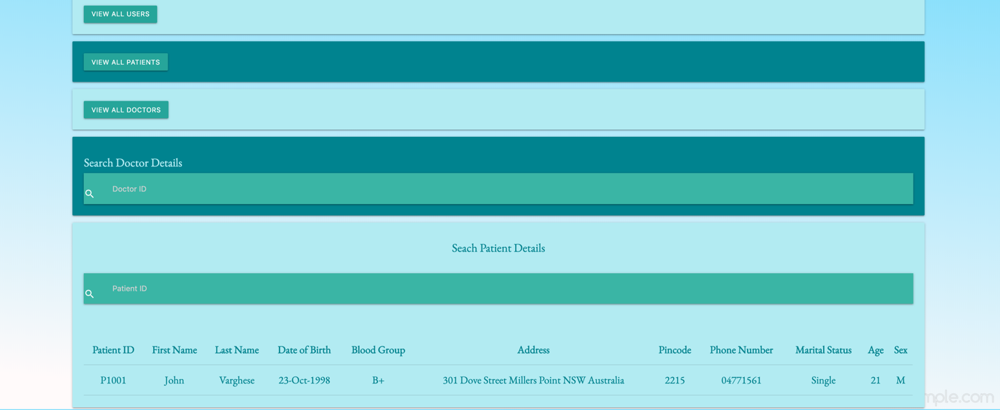 VIEW ALL USERS
VIEW ALL PATIENTS
VIEW ALL DOCTORS
Search Doctor Details
Doctor ID
Seach Patient Details
Patient ID
Patient ID First Name Last Name Date of Birth Blood Group Address Pincode Phone Number Marital Status Age Sex
P1001 John Varghese 23-Oct-1998 B+ 301 Dove Street Millers Point NSW Australia 2215 04771561 Single 21 M
mple.com